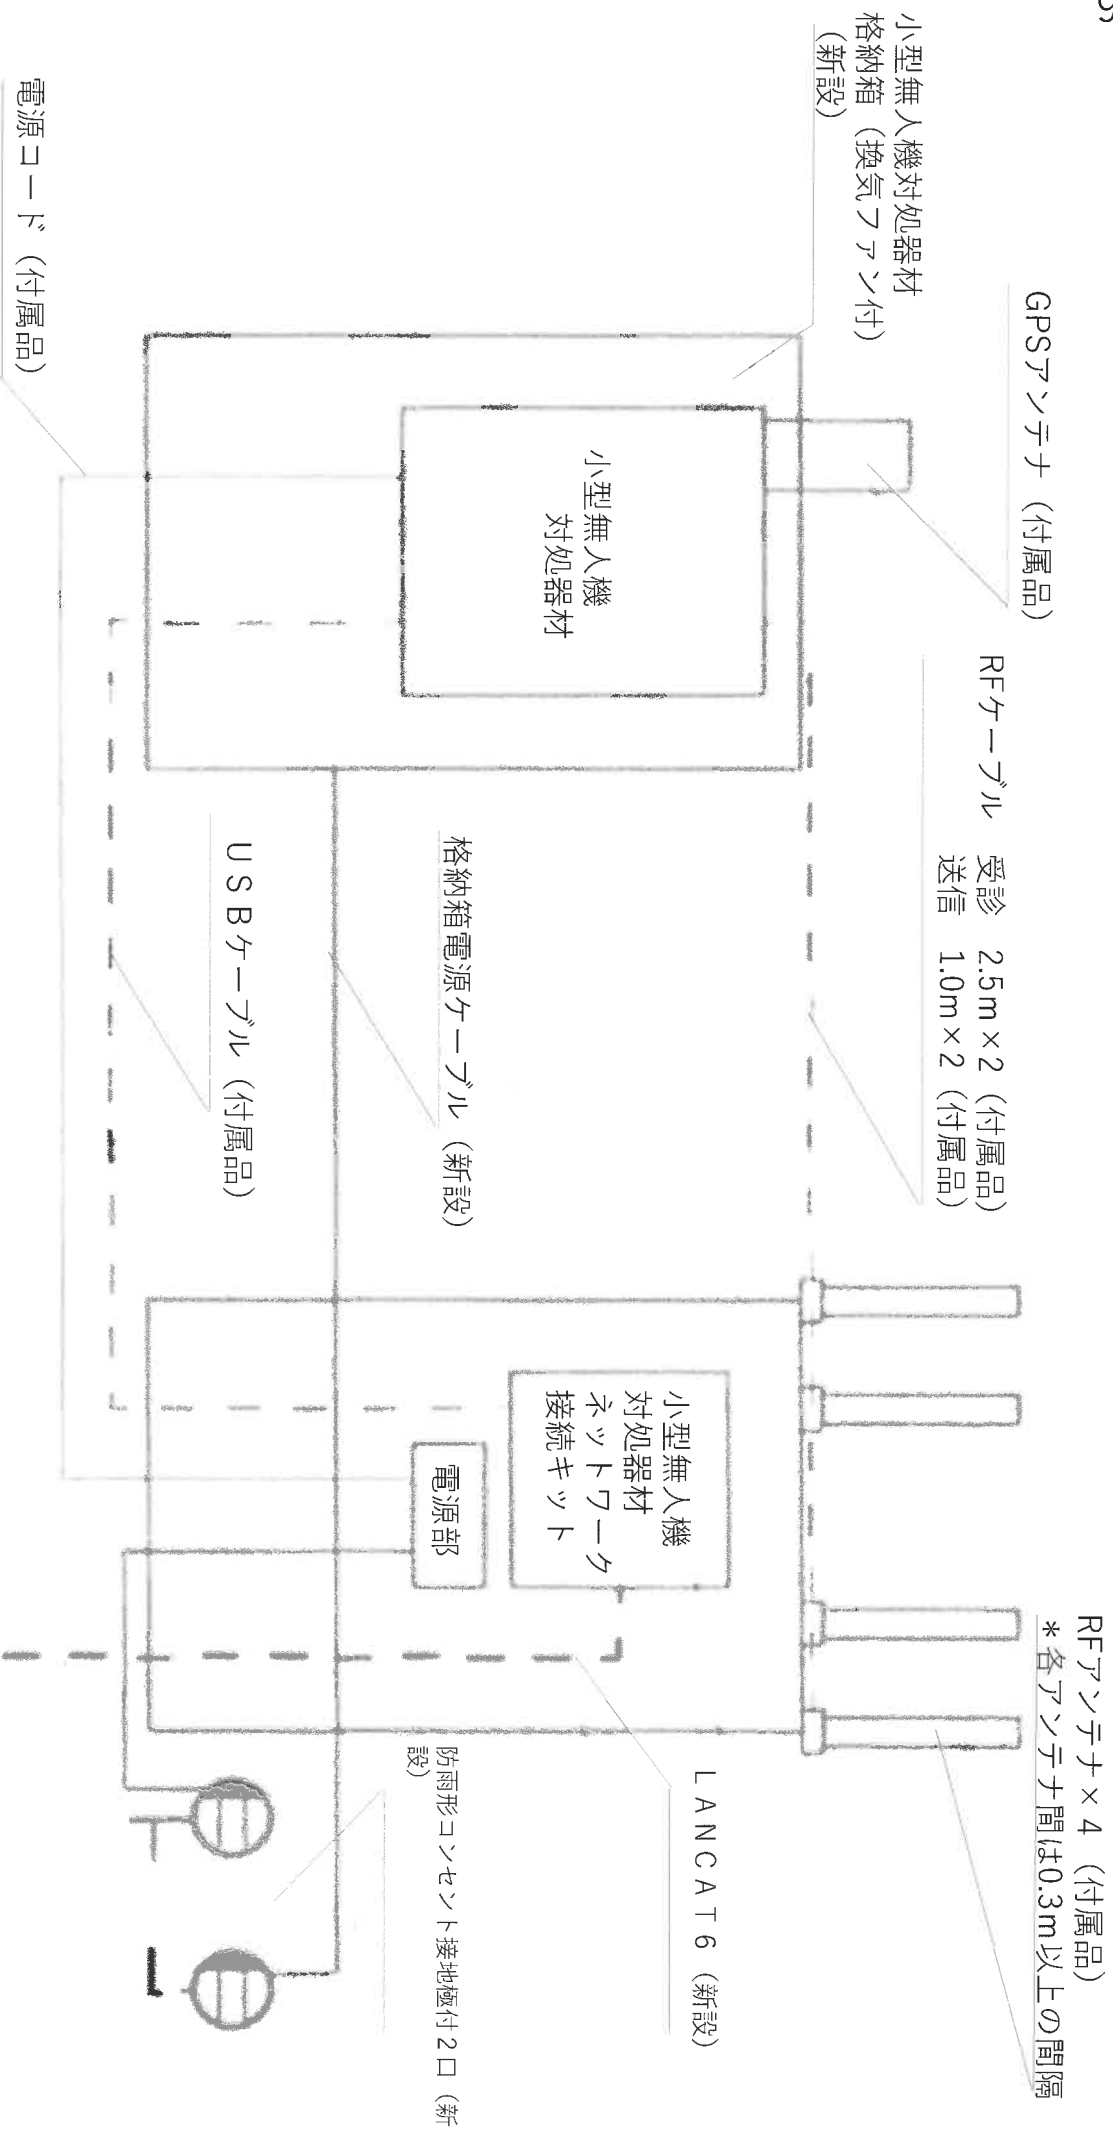 GPSアンテナ（付属品）
小型無人機対処器材
格納箱（換気ファン付）
（新設）
RFケーブル　受診　2.5m×2（付属品）
送信　1.0m×2（付属品）
RFアンテナ×4（付属品）
＊各アンテナ間は0.3m以上の間隔
小型無人機
対処器材
小型無人機
対処器材
ネットワーク
接続キット
電源部
LANCAT6（新設）
格納箱電源ケーブル（新設）
防雨形コンセント接地極付2口（新
設）
USBケーブル（付属品）
電源コード（付属品）